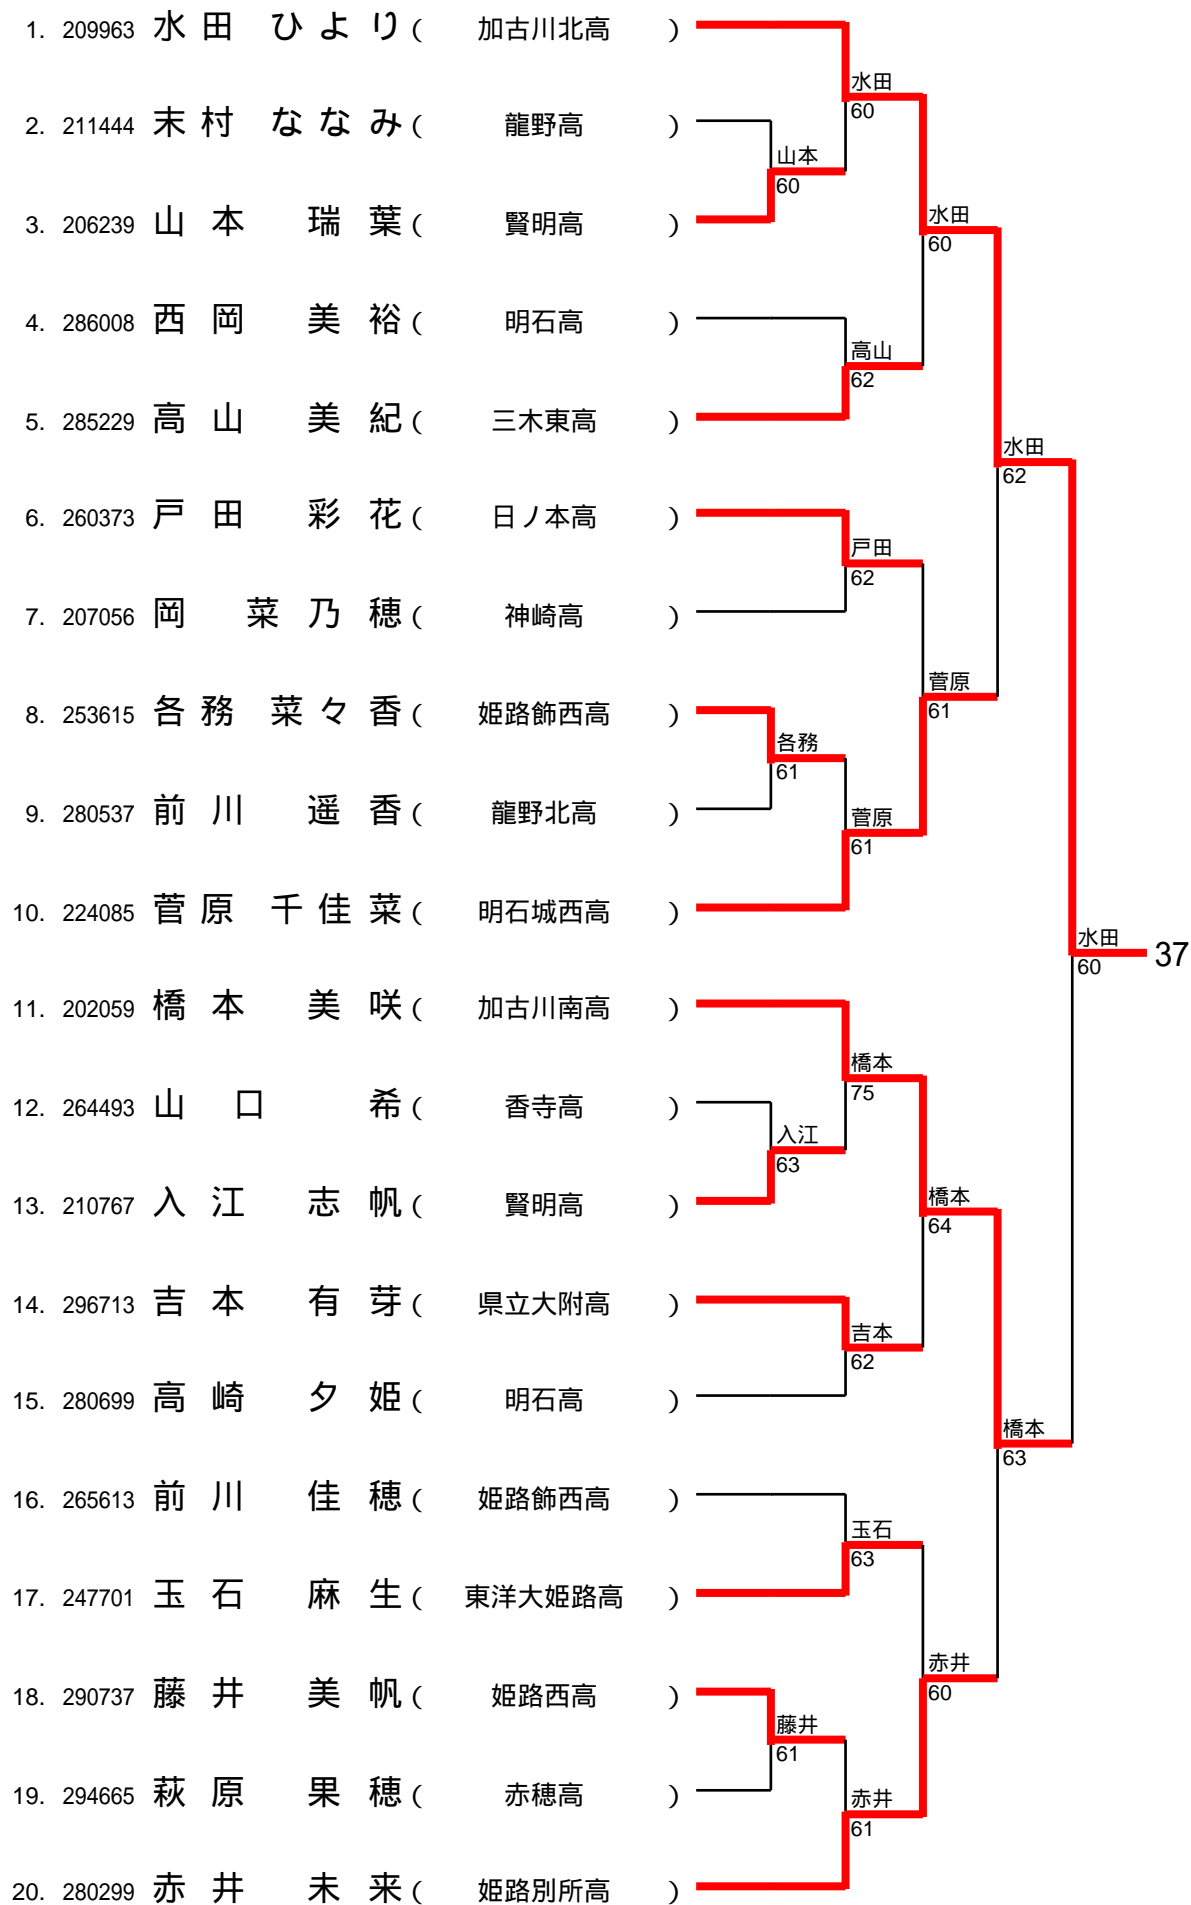 1. 209963 水田 ひより( 加古川北高 )
水田
60
2. 211444 末村 ななみ( 龍野高 )
山本
60
3. 206239 山本 瑞葉( 賢明高 )
水田
60
4. 286008 西岡 美裕( 明石高 )
高山
62
5. 285229 高山 美紀( 三木東高 )
水田
62
6. 260373 戸田 彩花( 日ノ本高 )
戸田
62
7. 207056 岡 菜乃穂( 神崎高 )
菅原
61
8. 253615 各務 菜々香( 姫路飾西高 )
各務
61
9. 280537 前川 遥香( 龍野北高 )
菅原
61
10. 224085 菅原 千佳菜( 明石城西高 )
水田
60
37
11. 202059 橋本 美咲( 加古川南高 )
橋本
75
12. 264493 山口 希( 香寺高 )
入江
63
13. 210767 入江 志帆( 賢明高 )
橋本
64
14. 296713 吉本 有芽( 県立大附高 )
吉本
62
15. 280699 高崎 夕姫( 明石高 )
橋本
63
16. 265613 前川 佳穂( 姫路飾西高 )
玉石
63
17. 247701 玉石 麻生( 東洋大姫路高 )
赤井
60
18. 290737 藤井 美帆( 姫路西高 )
藤井
61
19. 294665 萩原 果穂( 赤穂高 )
赤井
61
20. 280299 赤井 未来( 姫路別所高 )